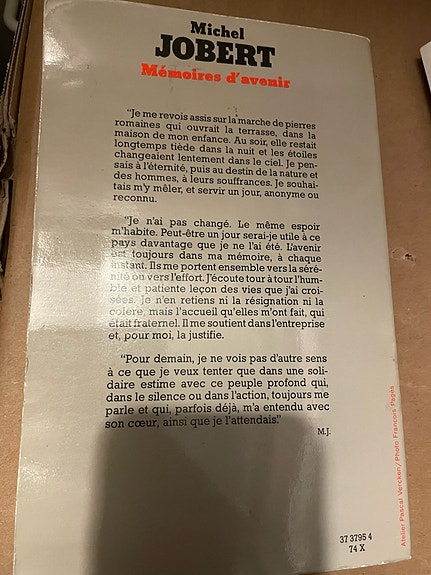 Michel
JOBERT
Mémoires d'avenir
"Je me revois assis sur la marche de pierres
romaines qui ouvrait la terrasse, dans la
maison de mon enfance. Au soir, elle restait
longtemps tiède dans la nuit et les étoiles
changeaient lentement dans le ciel. Je pen-
sais à l'éternité, puis au destin de la nature et
des hommes, à leurs souffrances. Je souhai-
tais m'y mêler, et servir un jour, anonyme ou
reconnu.
"Je n'ai pas changé. Le même espoir
m'habite. Peut-être un jour serai-je utile à ce
pays davantage que je ne l'ai été. L'avenir
est toujours dans ma mémoire, à chaque
instant. Ils me portent ensemble vers la séré-
nité ou vers l'effort. J'écoute tour à tour l'hum-
ble et patiente leçon des vies que j'ai croi-
sées. Je n'en retiens ni la résignation ni la
colère, mais l'accueil qu'elles m'ont fait, qui
était fraternel. Il me soutient dans l'entreprise
et, pour moi, la justifie.
"Pour demain, je ne vois pas d'autre sens
à ce que je veux tenter que dans une soli-
daire estime avec ce peuple profond qui,
dans le silence ou dans l'action, toujours me
parle et qui, parfois déjà, m'a entendu avec
son cœur, ainsi que je l'attendais."
M.J.
37 3795 4
74 X
Atelier Pascal Vercken/Photo François Pagès